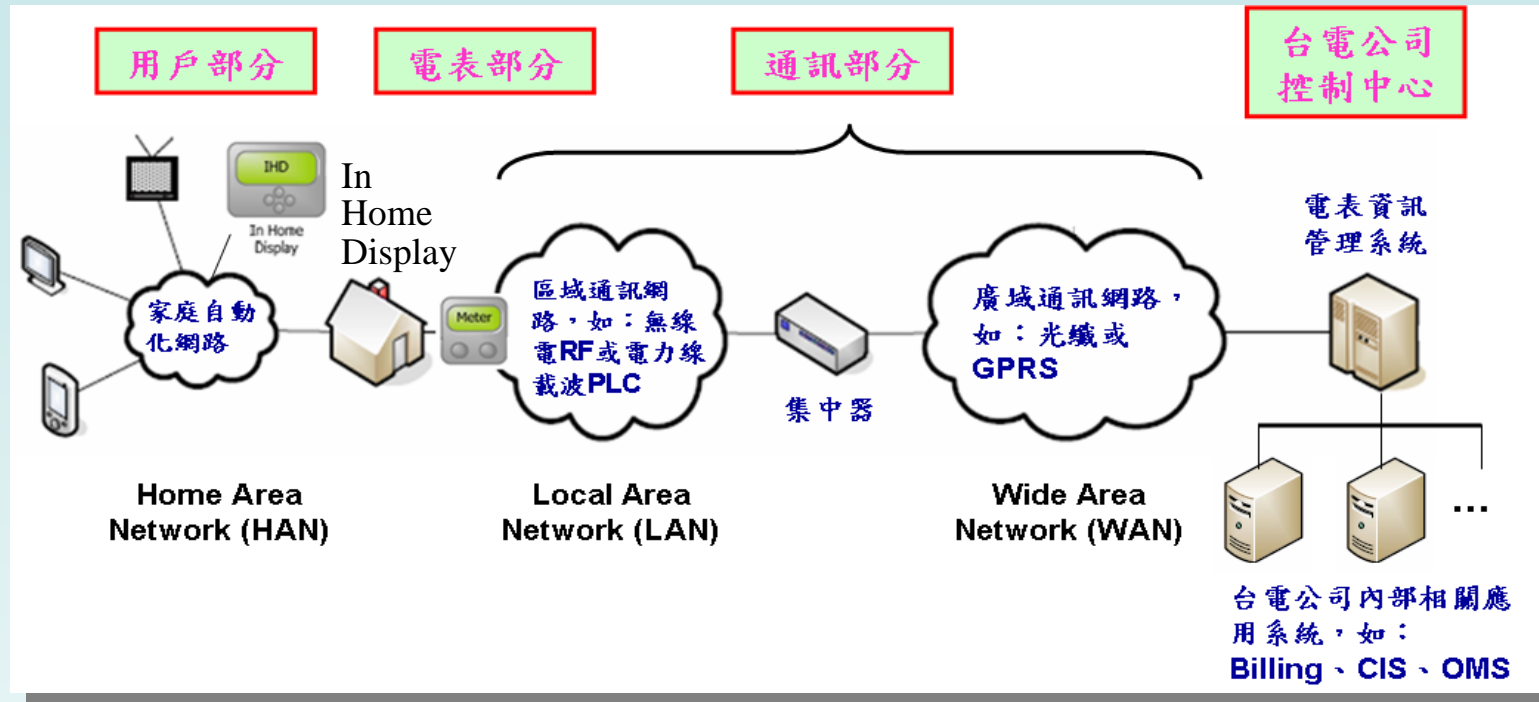 用戶部分
電表部分
通訊部分
台電公司
控制中心
IHD
In Home
Display
In
Home
Display
家庭自動
化網路
Meter
區域通訊網
路，如：無線
電RF或電力線
載波PLC
集中器
廣域通訊網路，
如：光纖或
GPRS
電表資訊
管理系統
Home Area
Network (HAN)
Local Area
Network (LAN)
Wide Area
Network (WAN)
...
台電公司內部相關應
用系統，如：
Billing、CIS、OMS